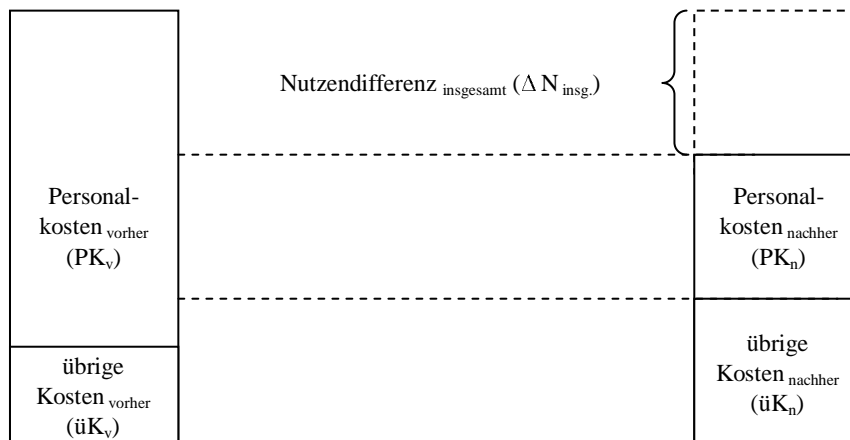 Nutzendifferenz insgesamt (Δ N insg.)
Personal-
kosten vorher
(PKv)
Personal-
kosten nachher
(PKn)
übrige
Kosten vorher
(üKv)
übrige
Kosten nachher
(üKn)